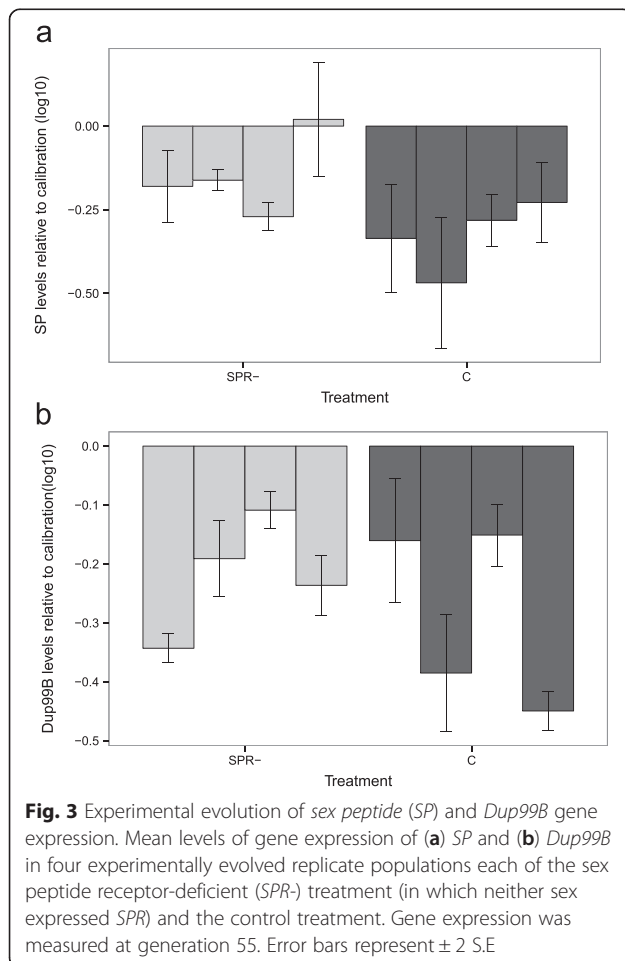 a
SP levels relative to calibration (log10)
0.00
−0.25
−0.50
SPR−
C
Treatment
b
Dup99B levels relative to calibration(log10)
0.0
−0.1
−0.2
−0.3
−0.4
−0.5
SPR−
C
Treatment
Fig. 3 Experimental evolution of sex peptide (SP) and Dup99B gene
expression. Mean levels of gene expression of (a) SP and (b) Dup99B
in four experimentally evolved replicate populations each of the sex
peptide receptor-deficient (SPR-) treatment (in which neither sex
expressed SPR) and the control treatment. Gene expression was
measured at generation 55. Error bars represent ± 2 S.E